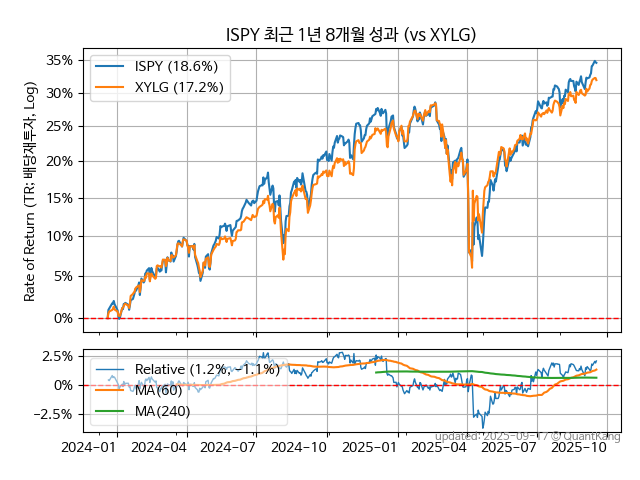 ISPY 최근 1년 8개월 성과 (vs XYLG)
Rate of Return (TR: 배당재투자, Log)
35%
30%
25%
20%
15%
10%
5%
0%
ISPY (18.6%)
XYLG (17.2%)
2.5%
0%
−2.5%
Relative (1.2%, -1.1%)
MA(60)
MA(240)
2024-01 2024-04 2024-07 2024-10 2025-01 2025-04 2025-07 2025-10
updated: 2025-09-17 © QuantKang